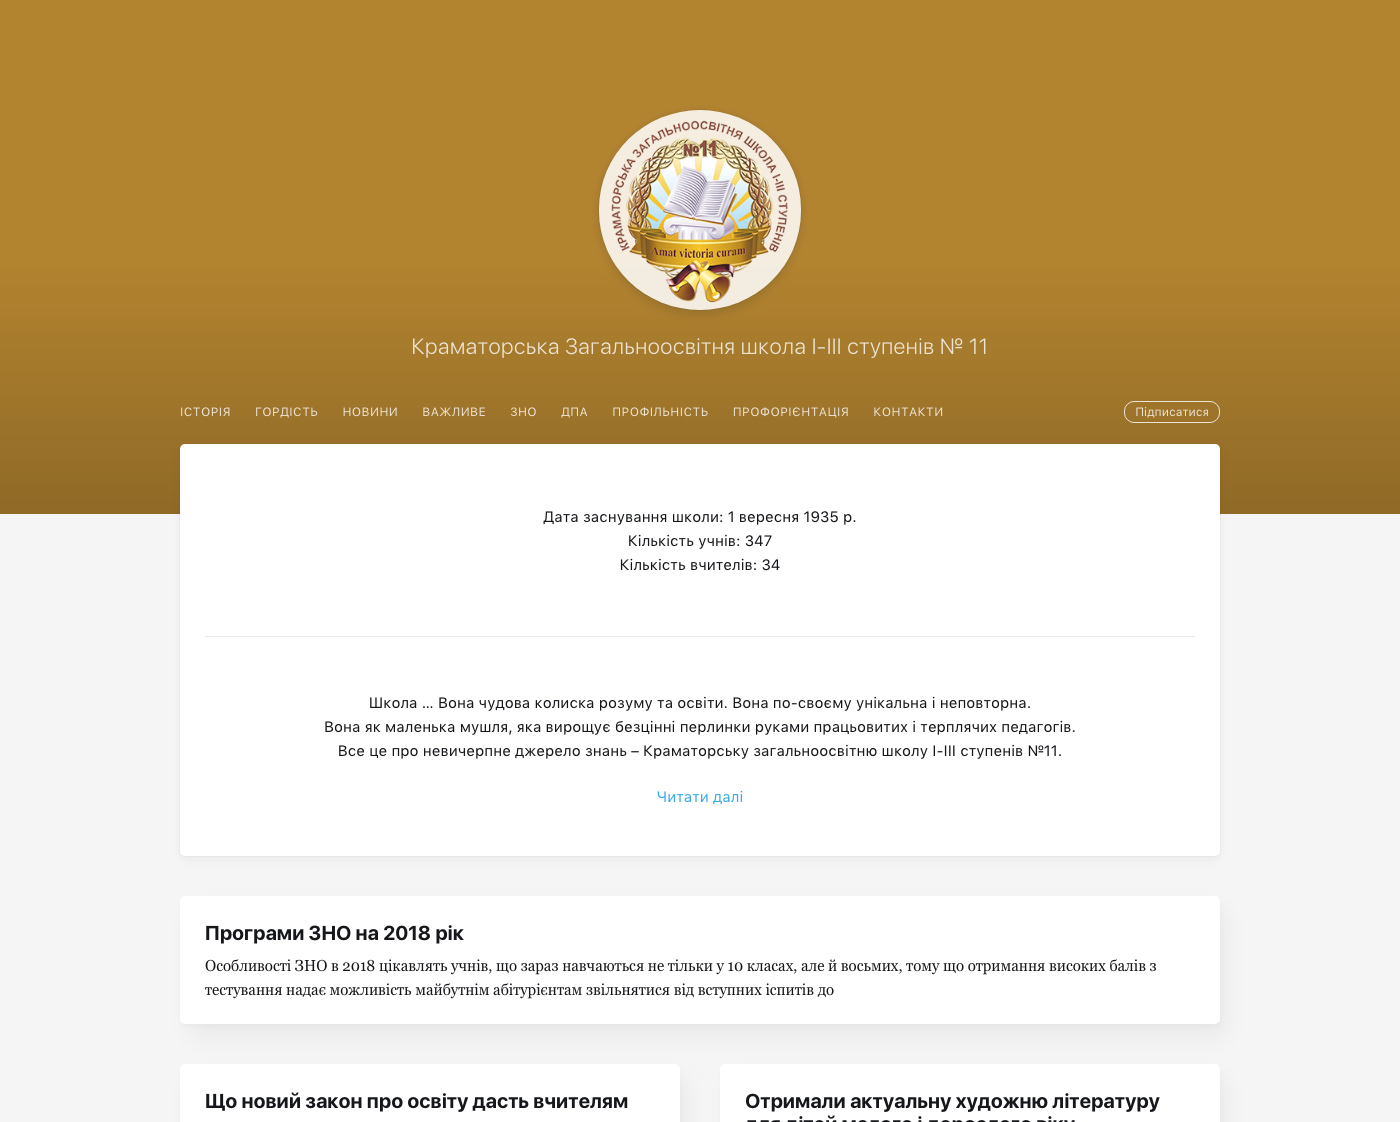 КРАМАТОРСЬКА ЗАГАЛЬНООСВІТНЯ ШКОЛА І-ІІІ СТУПЕНІВ
№11
Amat victoria curam
Краматорська Загальноосвітня школа І-ІІІ ступенів № 11
ІСТОРІЯ ГОРДІСТЬ НОВИНИ ВАЖЛИВЕ ЗНО ДПА ПРОФІЛЬНІСТЬ ПРОФОРІЄНТАЦІЯ КОНТАКТИ Підписатися
Дата заснування школи: 1 вересня 1935 р.
Кількість учнів: 347
Кількість вчителів: 34
Школа ... Вона чудова колиска розуму та освіти. Вона по-своєму унікальна і неповторна.
Вона як маленька мушля, яка вирощує безцінні перлинки руками працьовитих і терплячих педагогів.
Все це про невичерпне джерело знань – Краматорську загальноосвітню школу І-ІІІ ступенів №11.
Читати далі
Програми ЗНО на 2018 рік
Особливості ЗНО в 2018 цікавлять учнів, що зараз навчаються не тільки у 10 класах, але й восьмих, тому що отримання високих балів з
тестування надає можливість майбутнім абітурієнтам звільнятися від вступних іспитів до
Що новий закон про освіту дасть вчителям
Отримали актуальну художню літературу
для дітей малого і дорослого віку